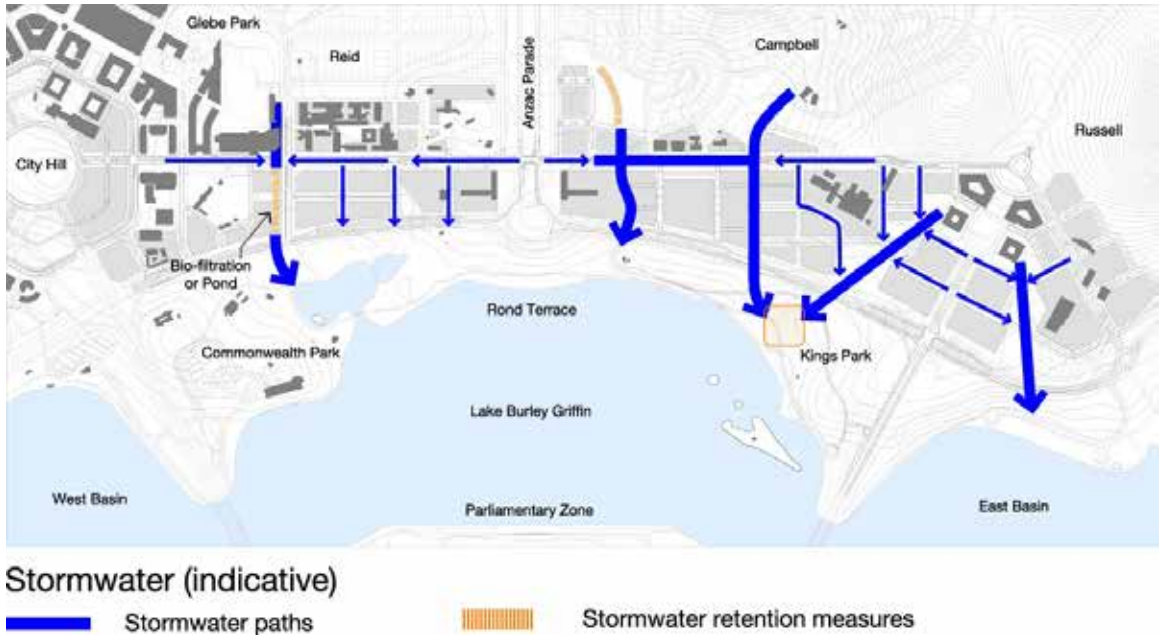 Glebe Park
Reid
Anzac Parade
Campbell
Russell
City Hill
Bio-filtration
or Pond
Rond Terrace
Commonwealth Park
Kings Park
Lake Burley Griffin
West Basin
Parliamentary Zone
East Basin
Stormwater (indicative)
Stormwater paths
Stormwater retention measures